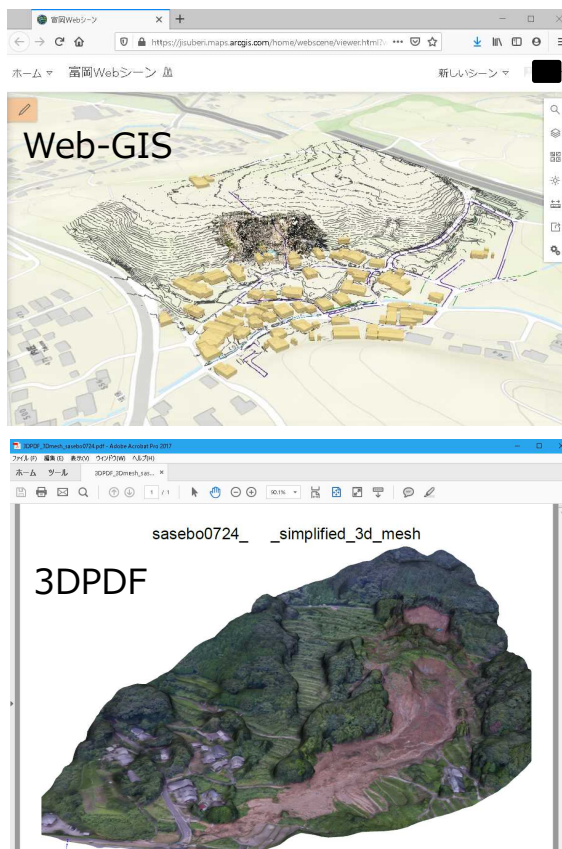 富岡Webシーン
https://jisuberi.maps.arcgis.com/home/webscene/viewer.html?
ホーム 富岡Webシーン 新しいシーン
Web-GIS
3DPDF_3Dmesh_sasebo0724.pdf - Adobe Acrobat Pro 2017
ファイル(F) 編集(E) 表示(V) ウィンドウ(W) ヘルプ(H)
ホーム ツール 3DPDF_3Dmesh_sas...
1 / 1 90.1%
sasebo0724_ _simplified_3d_mesh
3DPDF